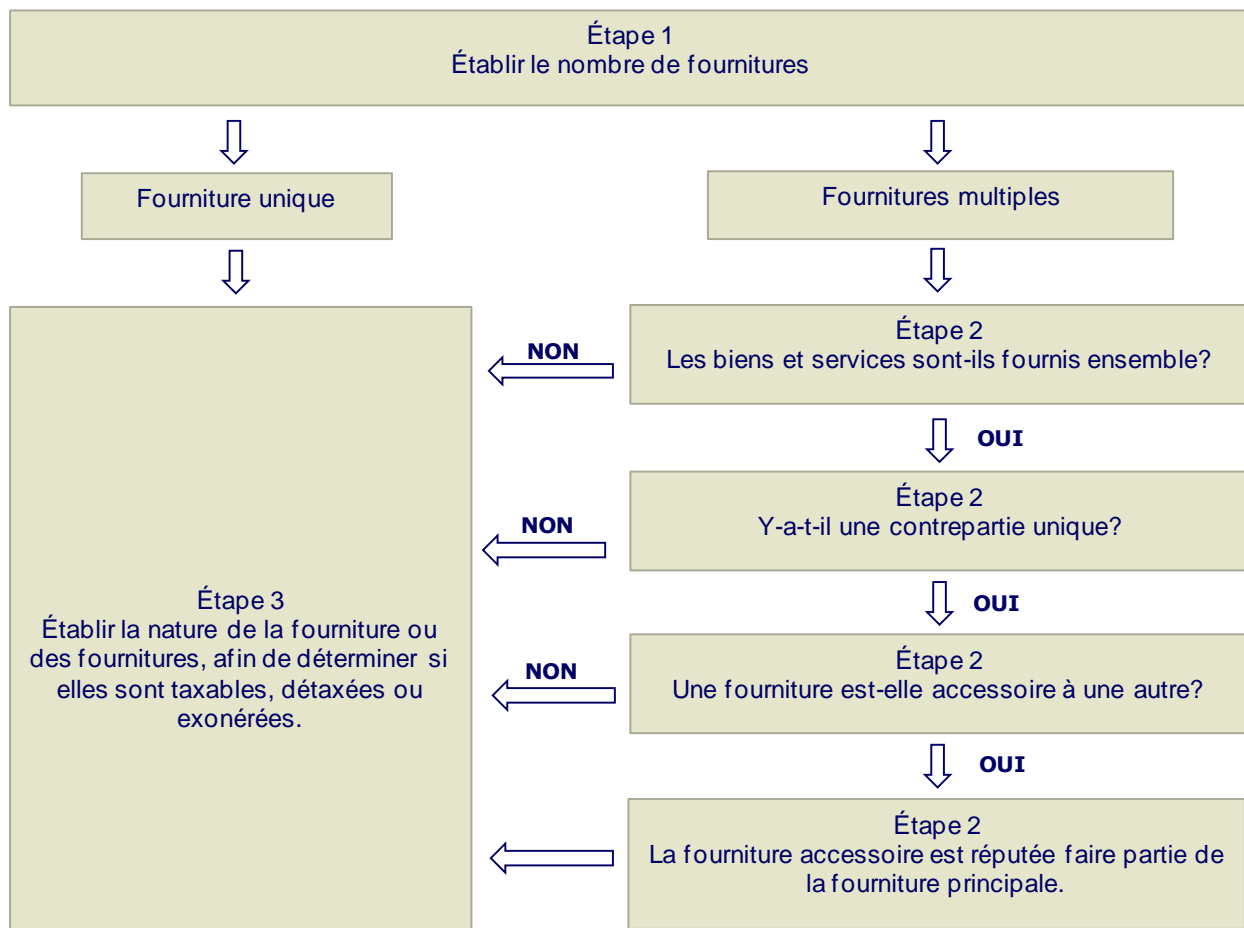 Étape 1
Établir le nombre de fournitures
Fourniture unique
Fournitures multiples
Étape 2
Les biens et services sont-ils fournis ensemble?
NON
OUI
Étape 2
Y-a-t-il une contrepartie unique?
NON
OUI
Étape 2
Une fourniture est-elle accessoire à une autre?
NON
OUI
Étape 2
La fourniture accessoire est réputée faire partie de
la fourniture principale.
Étape 3
Établir la nature de la fourniture ou
des fournitures, afin de déterminer si
elles sont taxables, détaxées ou
exonérées.